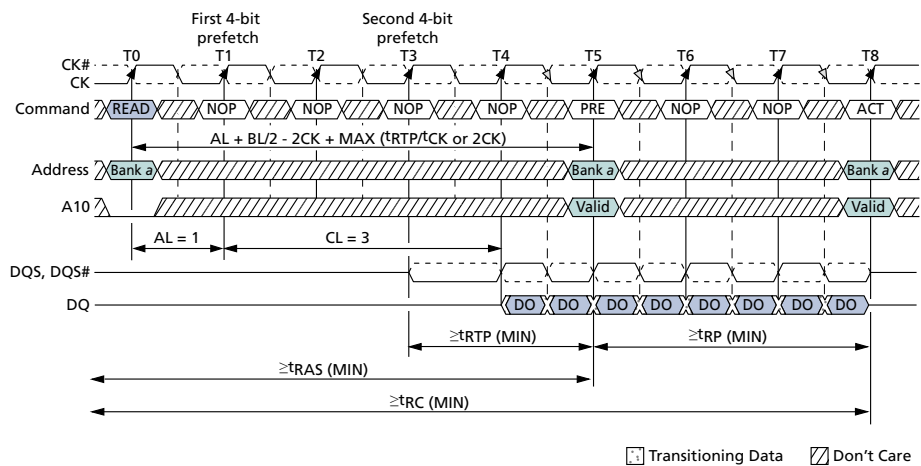 First 4-bit
prefetch
Second 4-bit
prefetch
T0 T1 T2 T3 T4 T5 T6 T7 T8
CK#
CK
Command READ NOP NOP NOP NOP PRE NOP NOP ACT
AL + BL/2 - 2CK + MAX (tRTP/tCK or 2CK)
Address Bank a Bank a Bank a
A10 Valid Valid
AL = 1 CL = 3
DQS, DQS#
DQ DO DO DO DO DO DO DO DO
≥tRTP (MIN) ≥tRP (MIN)
≥tRAS (MIN)
≥tRC (MIN)
Transitioning Data Don't Care